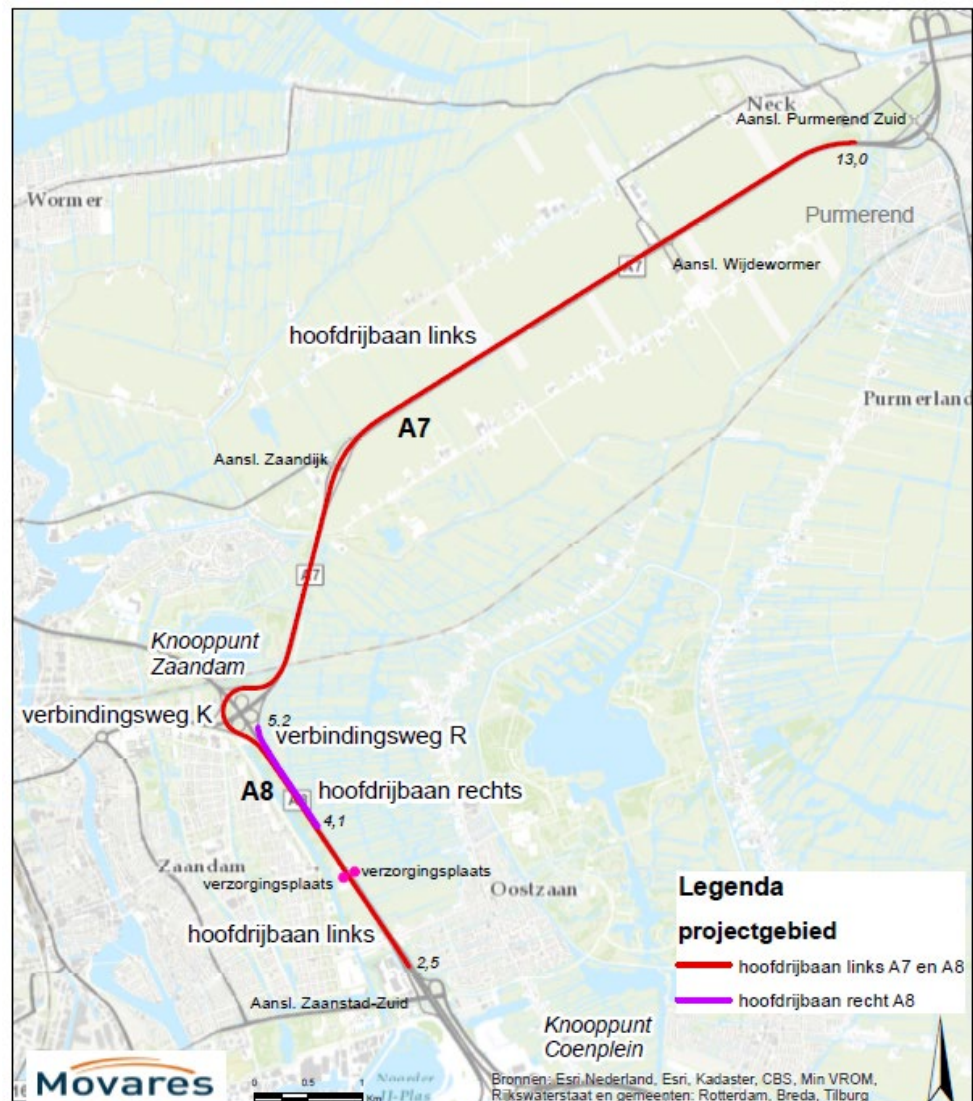 Neck
Aansl. Purmerend Zuid
13,0
Wormer
Purmerend
A7
Aansl. Wijdewormer
hoofdrijbaan links
Purmerland
A7
Aansl. Zaandijk
A7
Knooppunt
Zaandam
verbindingsweg K
5,2
verbindingsweg R
A8
hoofdrijbaan rechts
4,1
Zaandam
verzorgingsplaats
verzorgingsplaats
Oostzaan
hoofdrijbaan links
2,5
Aansl. Zaanstad-Zuid
Knooppunt
Coenplein
Legenda
projectgebied
hoofdrijbaan links A7 en A8
hoofdrijbaan recht A8
Movares
0 0,5 1
Km
Noorder
IJ-Plas
Bronnen: Esri Nederland, Esri, Kadaster, CBS, Min VROM,
Rijkswaterstaat en gemeenten: Rotterdam, Breda, Tilburg